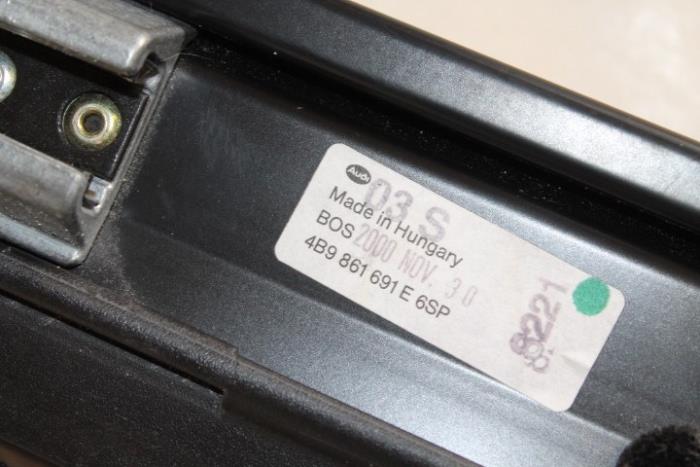 Audi
03 S
Made in Hungary
BOS 2000 NOV. 30
4B9 861 691 E 6SP
8221